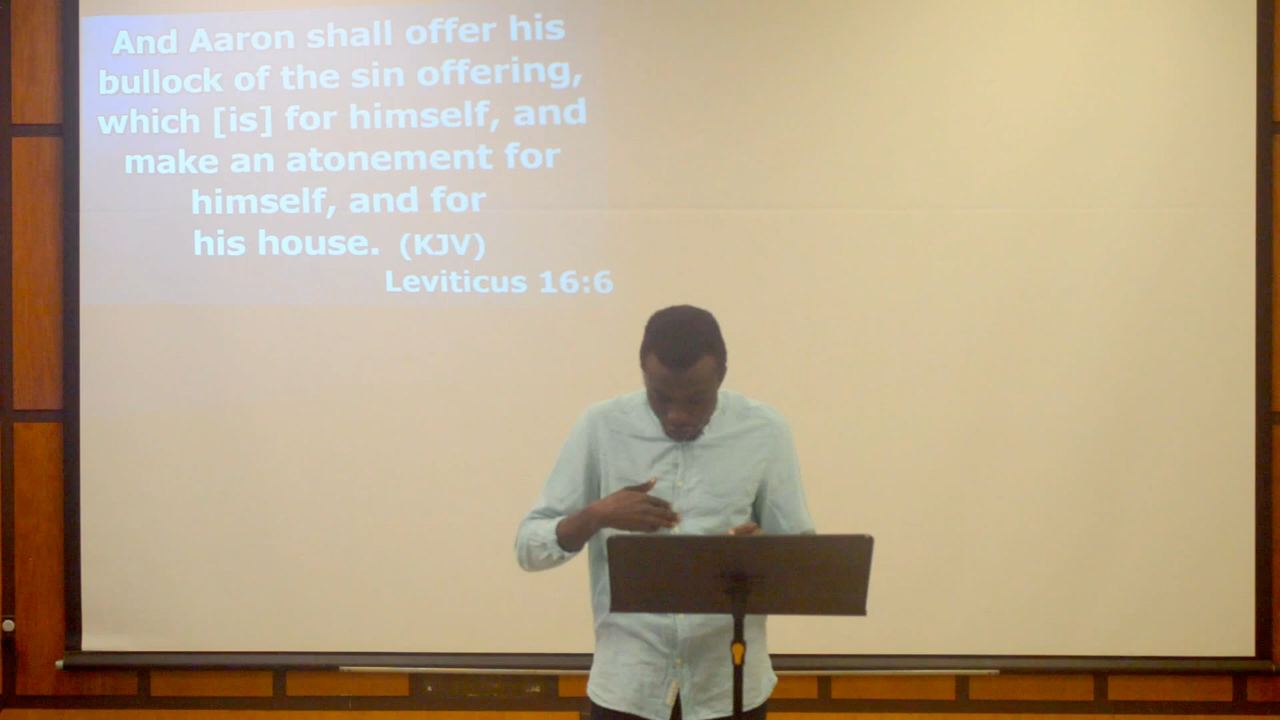 And Aaron shall offer his
bullock of the sin offering,
which [is] for himself, and
make an atonement for
himself, and for
his house. (KJV)
Leviticus 16:6